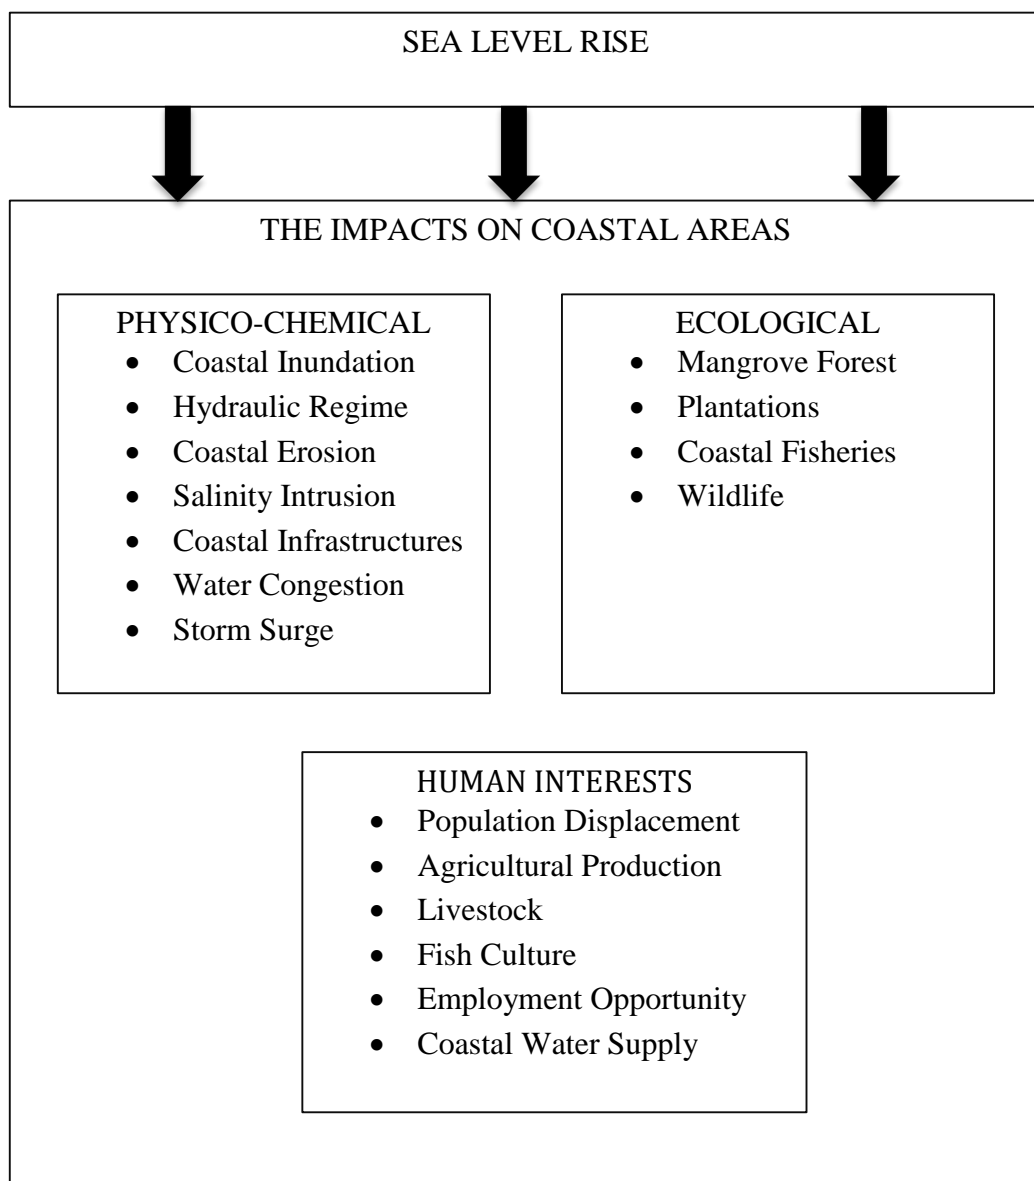 SEA LEVEL RISE
THE IMPACTS ON COASTAL AREAS
PHYSICO-CHEMICAL
• Coastal Inundation
• Hydraulic Regime
• Coastal Erosion
• Salinity Intrusion
• Coastal Infrastructures
• Water Congestion
• Storm Surge
ECOLOGICAL
• Mangrove Forest
• Plantations
• Coastal Fisheries
• Wildlife
HUMAN INTERESTS
• Population Displacement
• Agricultural Production
• Livestock
• Fish Culture
• Employment Opportunity
• Coastal Water Supply